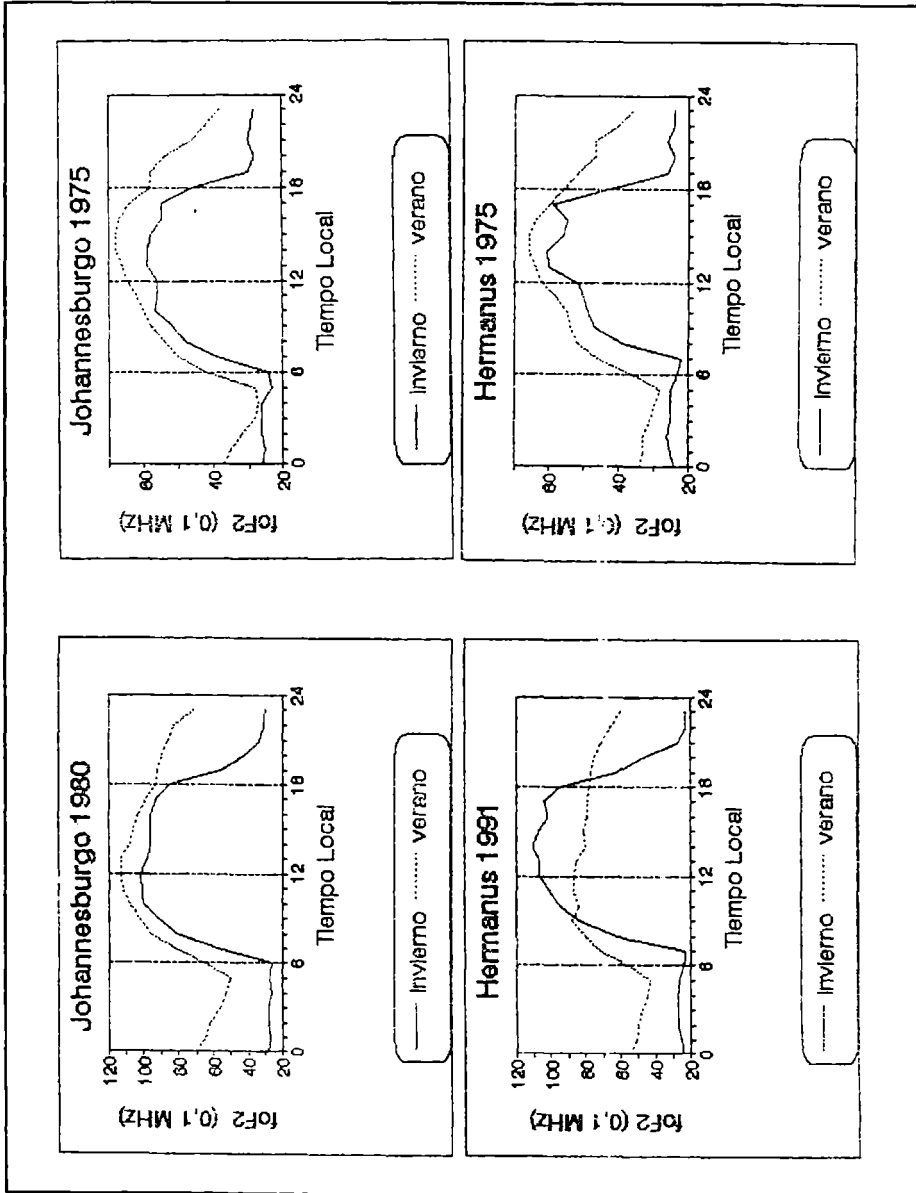 Johannesburgo 1980
foF2 (0,1 MHz)
120
100
80
60
40
20
0 6 12 18 24
Tiempo Local
Invierno verano
Johannesburgo 1975
foF2 (0,1 MHz)
80
60
40
20
0 6 12 18 24
Tiempo Local
Invierno verano
Hermanus 1991
foF2 (0,1 MHz)
120
100
80
60
40
20
0 6 12 18 24
Tiempo Local
Invierno verano
Hermanus 1975
foF2 (0,1 MHz)
80
60
40
20
0 6 12 18 24
Tiempo Local
Invierno verano